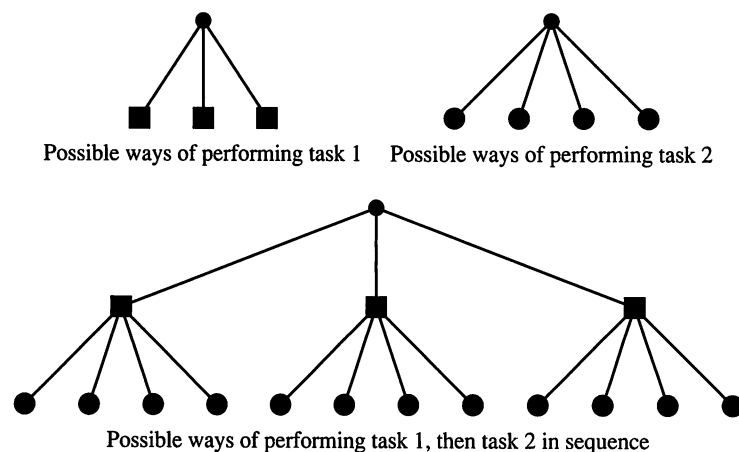 Possible ways of performing task 1
Possible ways of performing task 2
Possible ways of performing task 1, then task 2 in sequence